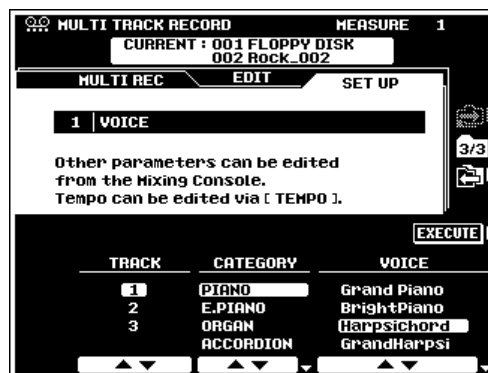 MULTI TRACK RECORD MEASURE 1
CURRENT : 001 FLOPPY DISK
002 Rock_002
MULTI REC EDIT SET UP
1 VOICE
3/3
Other parameters can be edited
from the Mixing Console.
Tempo can be edited via [ TEMPO ].
EXECUTE
TRACK CATEGORY VOICE
1 PIANO Grand Piano
2 E.PIANO BrightPiano
3 ORGAN Harpsichord
ACCORDION GrandHarpsi